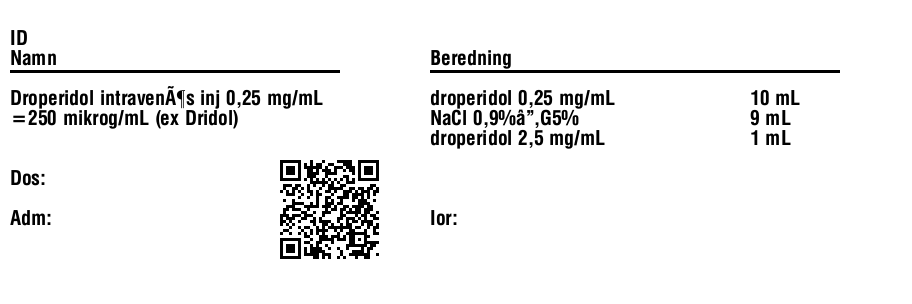 ID
Namn
Droperidol intravenÃ¶s inj 0,25 mg/mL
=250 mikrog/mL (ex Dridol)
Dos:
Adm:
Beredning
droperidol 0,25 mg/mL 10 mL
NaCl 0,9%â”‚G5% 9 mL
droperidol 2,5 mg/mL 1 mL
Ior: